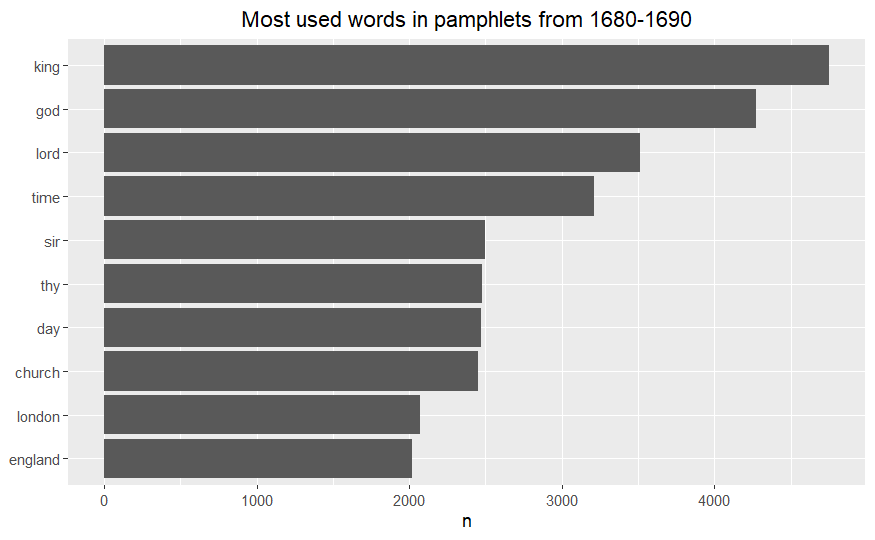 Most used words in pamphlets from 1680-1690
king
god
lord
time
sir
thy
day
church
london
england
0 1000 2000 3000 4000
n